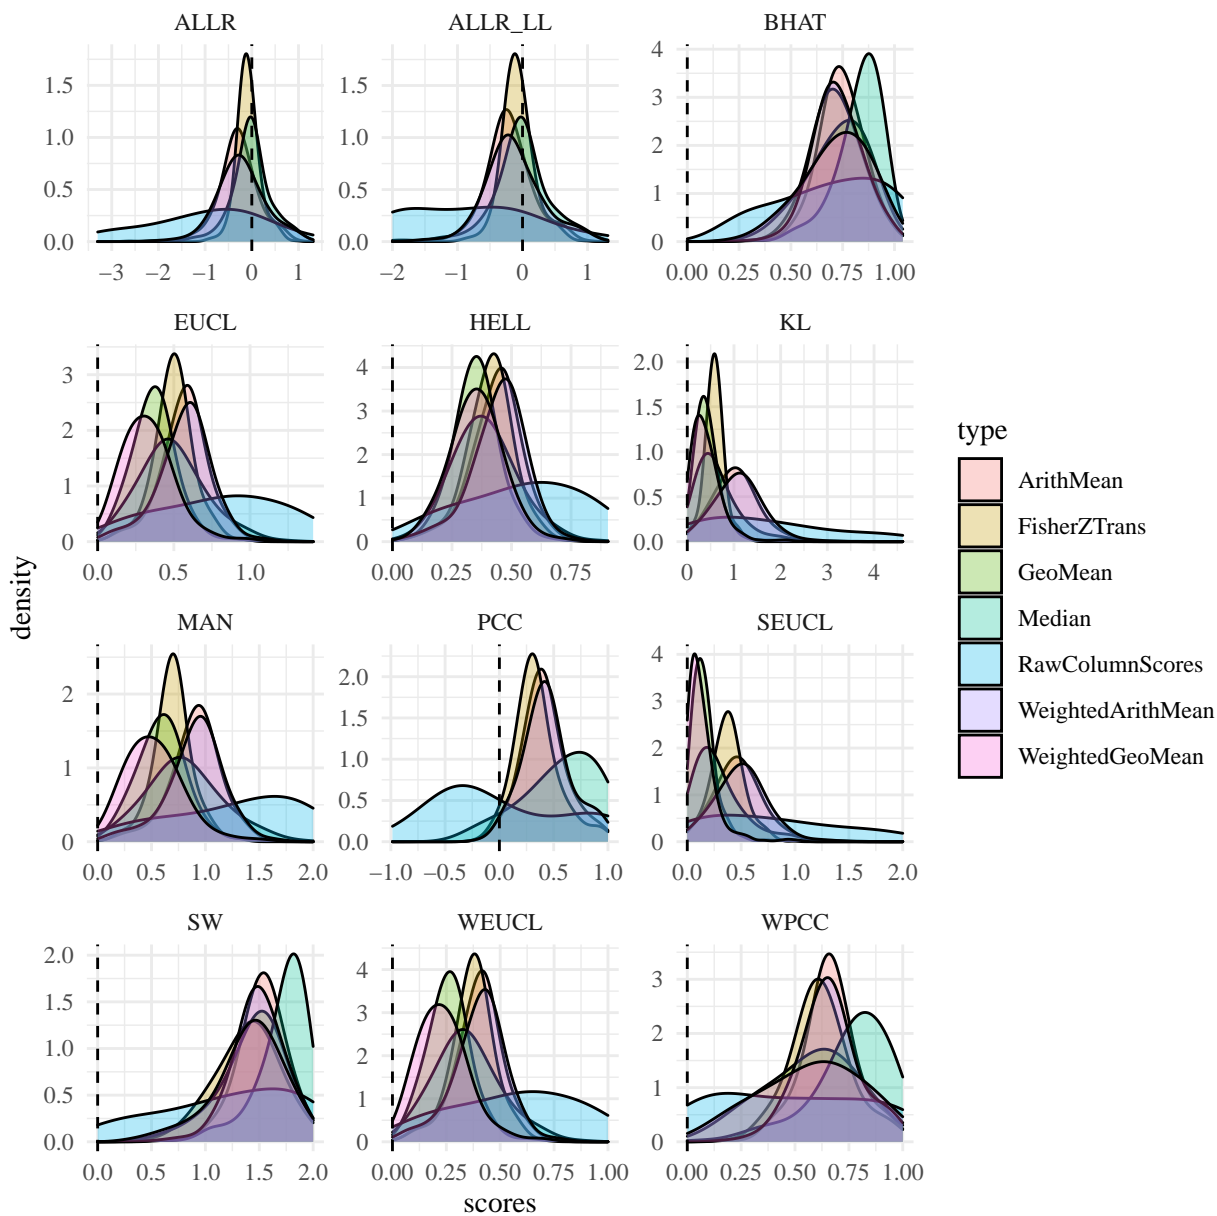 ALLR ALLR_LL BHAT
1.5 1.5 4
1.0 1.0 3
0.5 0.5 2
0.0 0.0 1
0
−3 −2 −1 0 1 −2 −1 0 1 0.00 0.25 0.50 0.75 1.00
EUCL HELL KL
3 4 2.0
2 3 1.5
1 2 1.0
0 1 0.5
0 0.0
0.0 0.5 1.0 0.00 0.25 0.50 0.75 0 1 2 3 4
MAN PCC SEUCL
2 2.0 4
1 1.5 3
0 1.0 2
0.5 1
0.0 0
0.0 0.5 1.0 1.5 2.0 −1.0 −0.5 0.0 0.5 1.0 0.0 0.5 1.0 1.5 2.0
SW WEUCL WPCC
2.0 4 3
1.5 3 2
1.0 2 1
0.5 1 0
0.0 0
0.0 0.5 1.0 1.5 2.0 0.00 0.25 0.50 0.75 1.00 0.00 0.25 0.50 0.75 1.00
density
scores
type
ArithMean
FisherZTrans
GeoMean
Median
RawColumnScores
WeightedArithMean
WeightedGeoMean